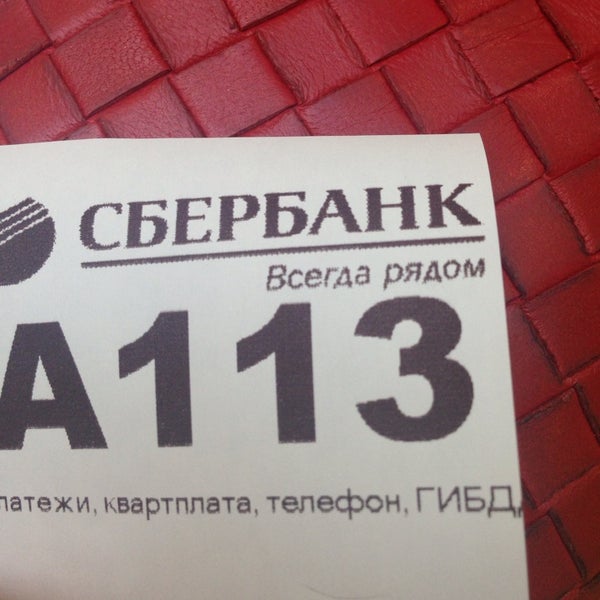 СБЕРБАНК
Всегда рядом
А113
латежи, квартплата, телефон, ГИБД